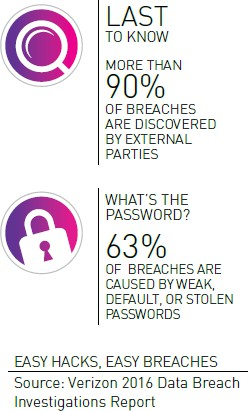 LAST
TO KNOW
MORE THAN
90%
OF BREACHES
ARE DISCOVERED
BY EXTERNAL
PARTIES
WHAT'S THE
PASSWORD?
63%
OF BREACHES ARE
CAUSED BY WEAK,
DEFAULT, OR STOLEN
PASSWORDS
EASY HACKS, EASY BREACHES
Source: Verizon 2016 Data Breach
Investigations Report